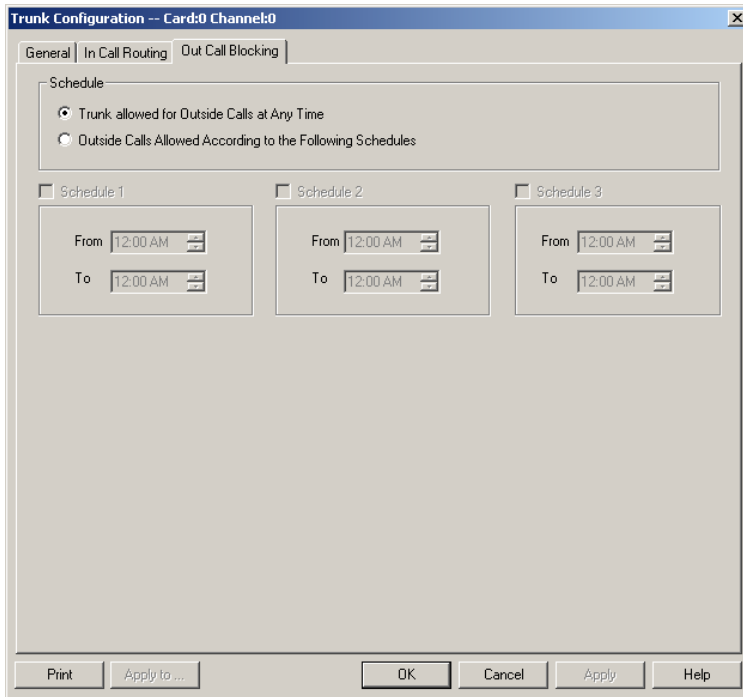 Trunk Configuration -- Card:0 Channel:0
General In Call Routing Out Call Blocking
Schedule
Trunk allowed for Outside Calls at Any Time
Outside Calls Allowed According to the Following Schedules
Schedule 1 Schedule 2 Schedule 3
From 12:00 AM From 12:00 AM From 12:00 AM
To 12:00 AM To 12:00 AM To 12:00 AM
Print Apply to ... OK Cancel Apply Help